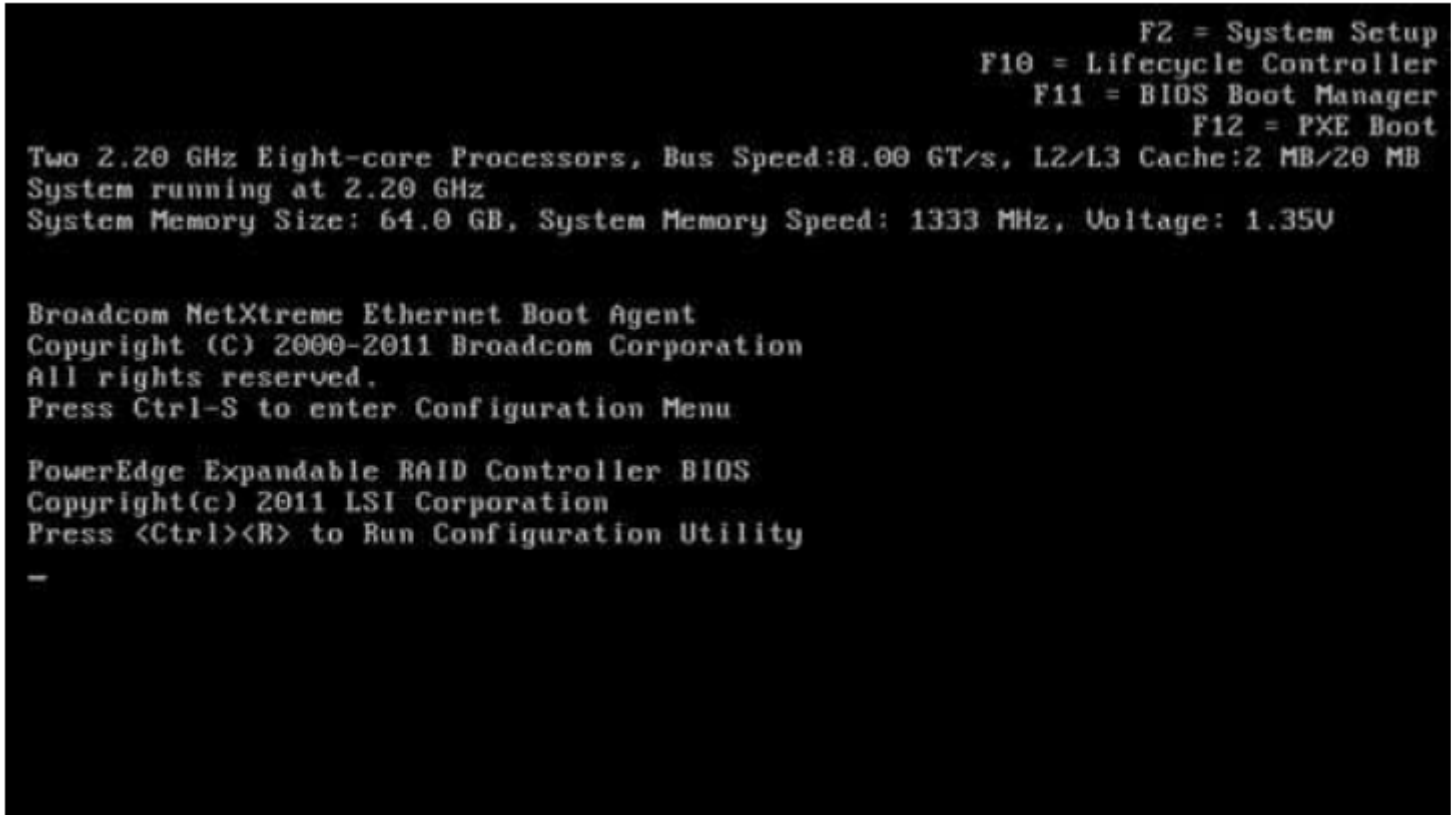 F2 = System Setup
F10 = Lifecycle Controller
F11 = BIOS Boot Manager
F12 = PXE Boot
Two 2.20 GHz Eight-core Processors, Bus Speed:8.00 GT/s, L2/L3 Cache:2 MB/20 MB
System running at 2.20 GHz
System Memory Size: 64.0 GB, System Memory Speed: 1333 MHz, Voltage: 1.35V
Broadcom NetXtreme Ethernet Boot Agent
Copyright (C) 2000-2011 Broadcom Corporation
All rights reserved.
Press Ctrl-S to enter Configuration Menu
PowerEdge Expandable RAID Controller BIOS
Copyright(c) 2011 LSI Corporation
Press <Ctrl><R> to Run Configuration Utility